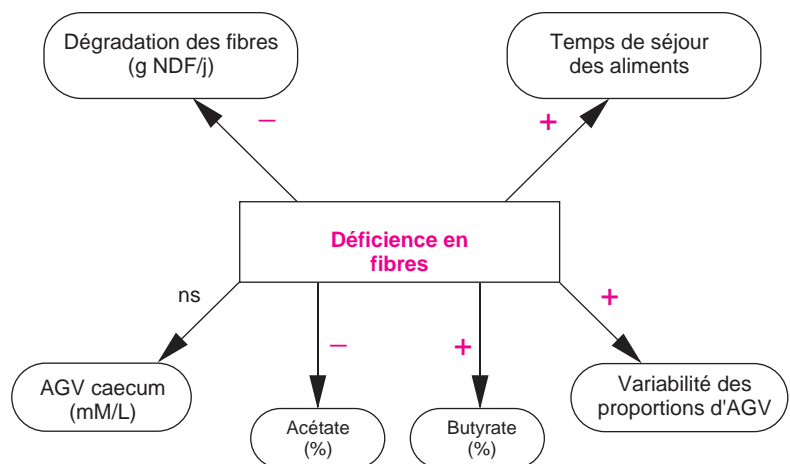 Dégradation des fibres
(g NDF/j)
Temps de séjour
des aliments
–
+
Déficience en
fibres
ns
–
+
+
AGV caecum
(mM/L)
Acétate
(%)
Butyrate
(%)
Variabilité des
proportions d'AGV